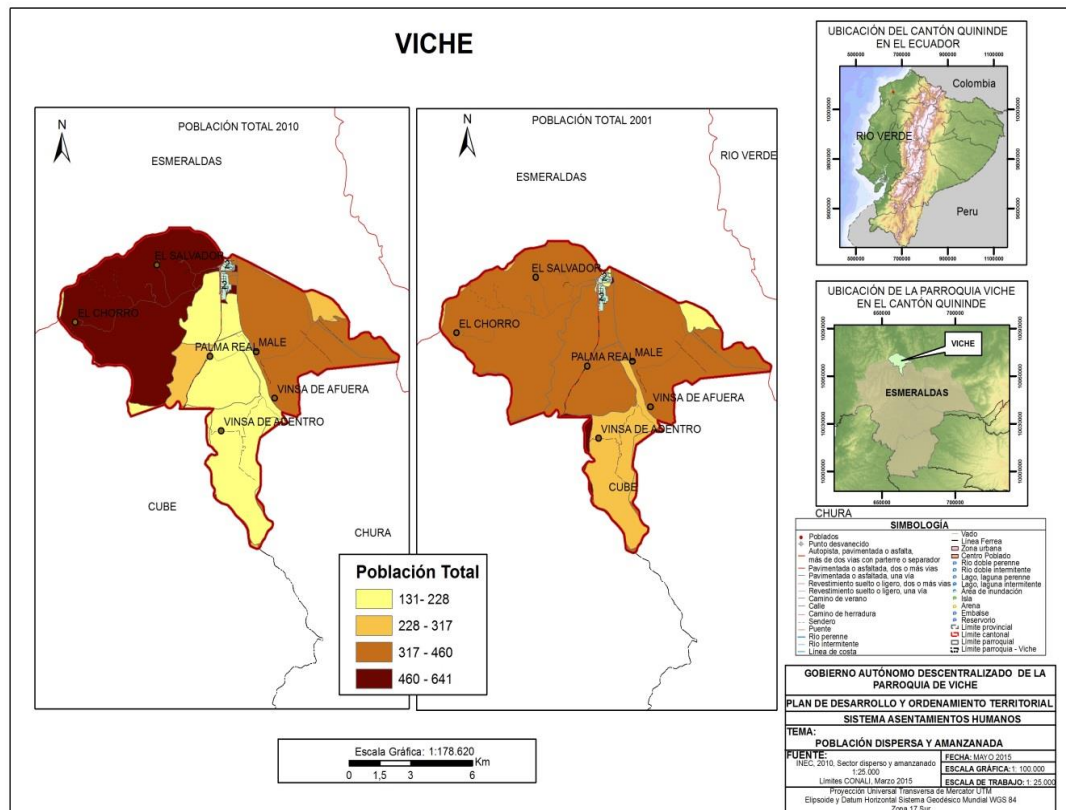 VICHE
POBLACIÓN TOTAL 2010
N
ESMERALDAS
EL SALVADOR
EL CHORRO
PALMA REAL
MALE
VINSA DE AFUERA
VINSA DE ADENTRO
CUBE
CHURA
Población Total
131- 228
228 - 317
317 - 460
460 - 641
POBLACIÓN TOTAL 2001
N
RIO VERDE
ESMERALDAS
EL SALVADOR
EL CHORRO
PALMA REAL
MALE
VINSA DE AFUERA
VINSA DE ADENTRO
CUBE
Escala Gráfica: 1:178.620
Km
0 1,5 3 6
UBICACIÓN DEL CANTÓN QUININDE
EN EL ECUADOR
500000 700000 900000 1100000
Colombia
RIO VERDE
Peru
500000 700000 900000 1100000
UBICACIÓN DE LA PARROQUIA VICHE
EN EL CANTÓN QUININDE
VICHE
ESMERALDAS
CHURA
SIMBOLOGÍA
Poblados
Punto desvanecido
Autopista, pavimentada o asfalta,
más de dos vias con parterre o separador
Pavimentada o asfaltada, dos o más vias
Pavimentada o asfaltada, una vía
Revestimiento suelto o ligero, dos o más vias
Revestimiento suelto o ligero, una vía
Camino de verano
Calle
Camino de herradura
Sendero
Puente
Río perenne
Río intermitente
Línea de costa
Vado
Línea Ferrea
Zona urbana
Centro Poblado
Río doble perenne
Río doble intermitente
Lago, laguna perenne
Lago, laguna intermitente
Área de inundación
Isla
Arena
Embalse
Reservorio
Límite provincial
Límite cantonal
Límite parroquial
Límite parroquia - Viche
GOBIERNO AUTÓNOMO DESCENTRALIZADO DE LA
PARROQUIA DE VICHE
PLAN DE DESARROLLO Y ORDENAMIENTO TERRITORIAL
SISTEMA ASENTAMIENTOS HUMANOS
TEMA:
POBLACIÓN DISPERSA Y AMANZANADA
FUENTE:
INEC, 2010, Sector disperso y amanzanado
1:25.000
Límites CONALI, Marzo 2015
FECHA: MAYO 2015
ESCALA GRÁFICA: 1: 100.000
ESCALA DE TRABAJO: 1: 25.000
Proyección Universal Transversa de Mercator UTM
Elipsoide y Datum Horizontal Sistema Geodésico Mundial WGS 84
Zona 17 Sur